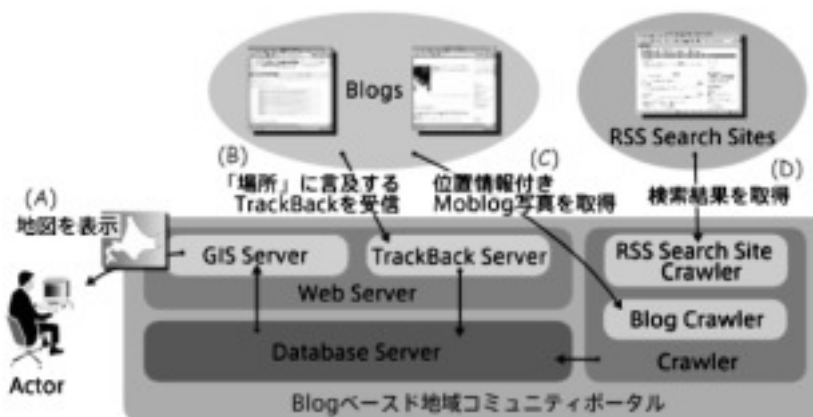 Blogs
RSS Search Sites
(A)
地図を表示
(B)
「場所」に言及する
TrackBackを受信
(C)
位置情報付き
Moblog写真を取得
(D)
検索結果を取得
GIS Server
TrackBack Server
Web Server
RSS Search Site
Crawler
Blog Crawler
Crawler
Database Server
Actor
Blogベースド地域コミュニティポータル